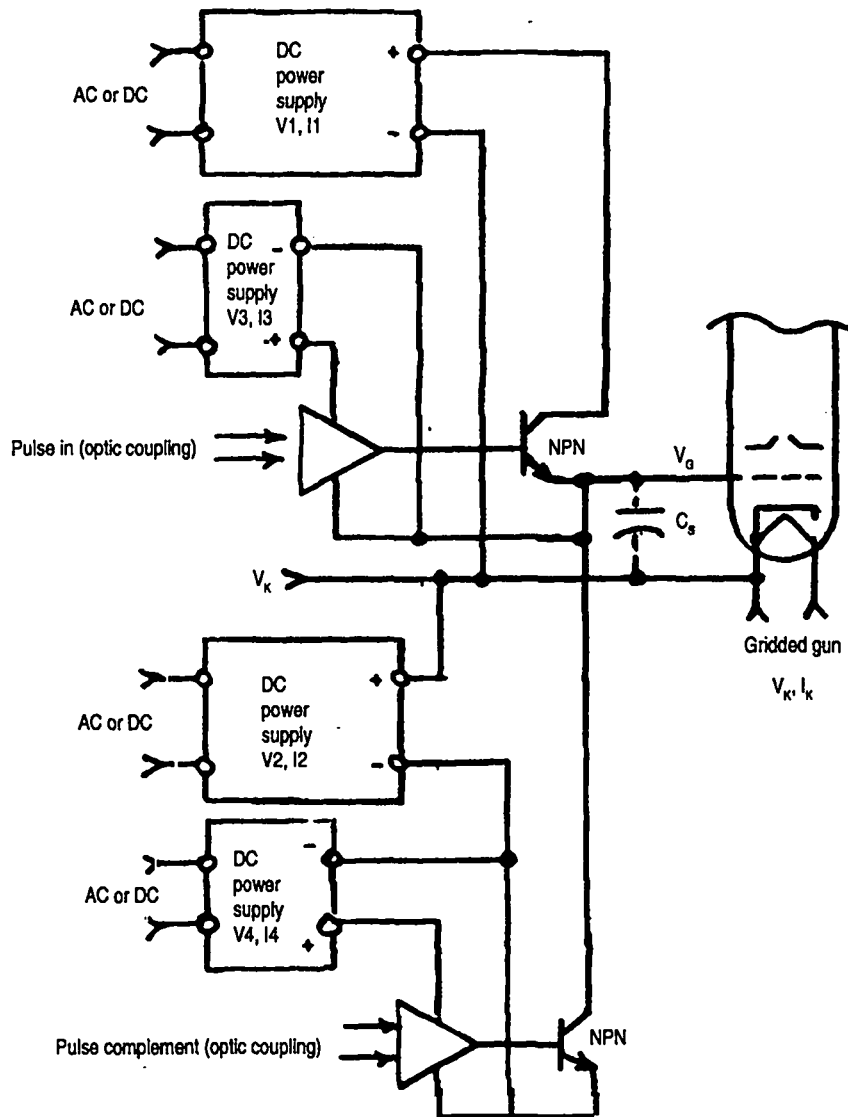 DC
power
supply
V1, I1
+
-
AC or DC
DC
power
supply
V3, I3
-
-+
AC or DC
Pulse in (optic coupling)
NPN
V_G
C_s
V_K
Gridded gun
V_K, I_K
DC
power
supply
V2, I2
+
-
AC or DC
DC
power
supply
V4, I4
-
+
AC or DC
Pulse complement (optic coupling)
NPN